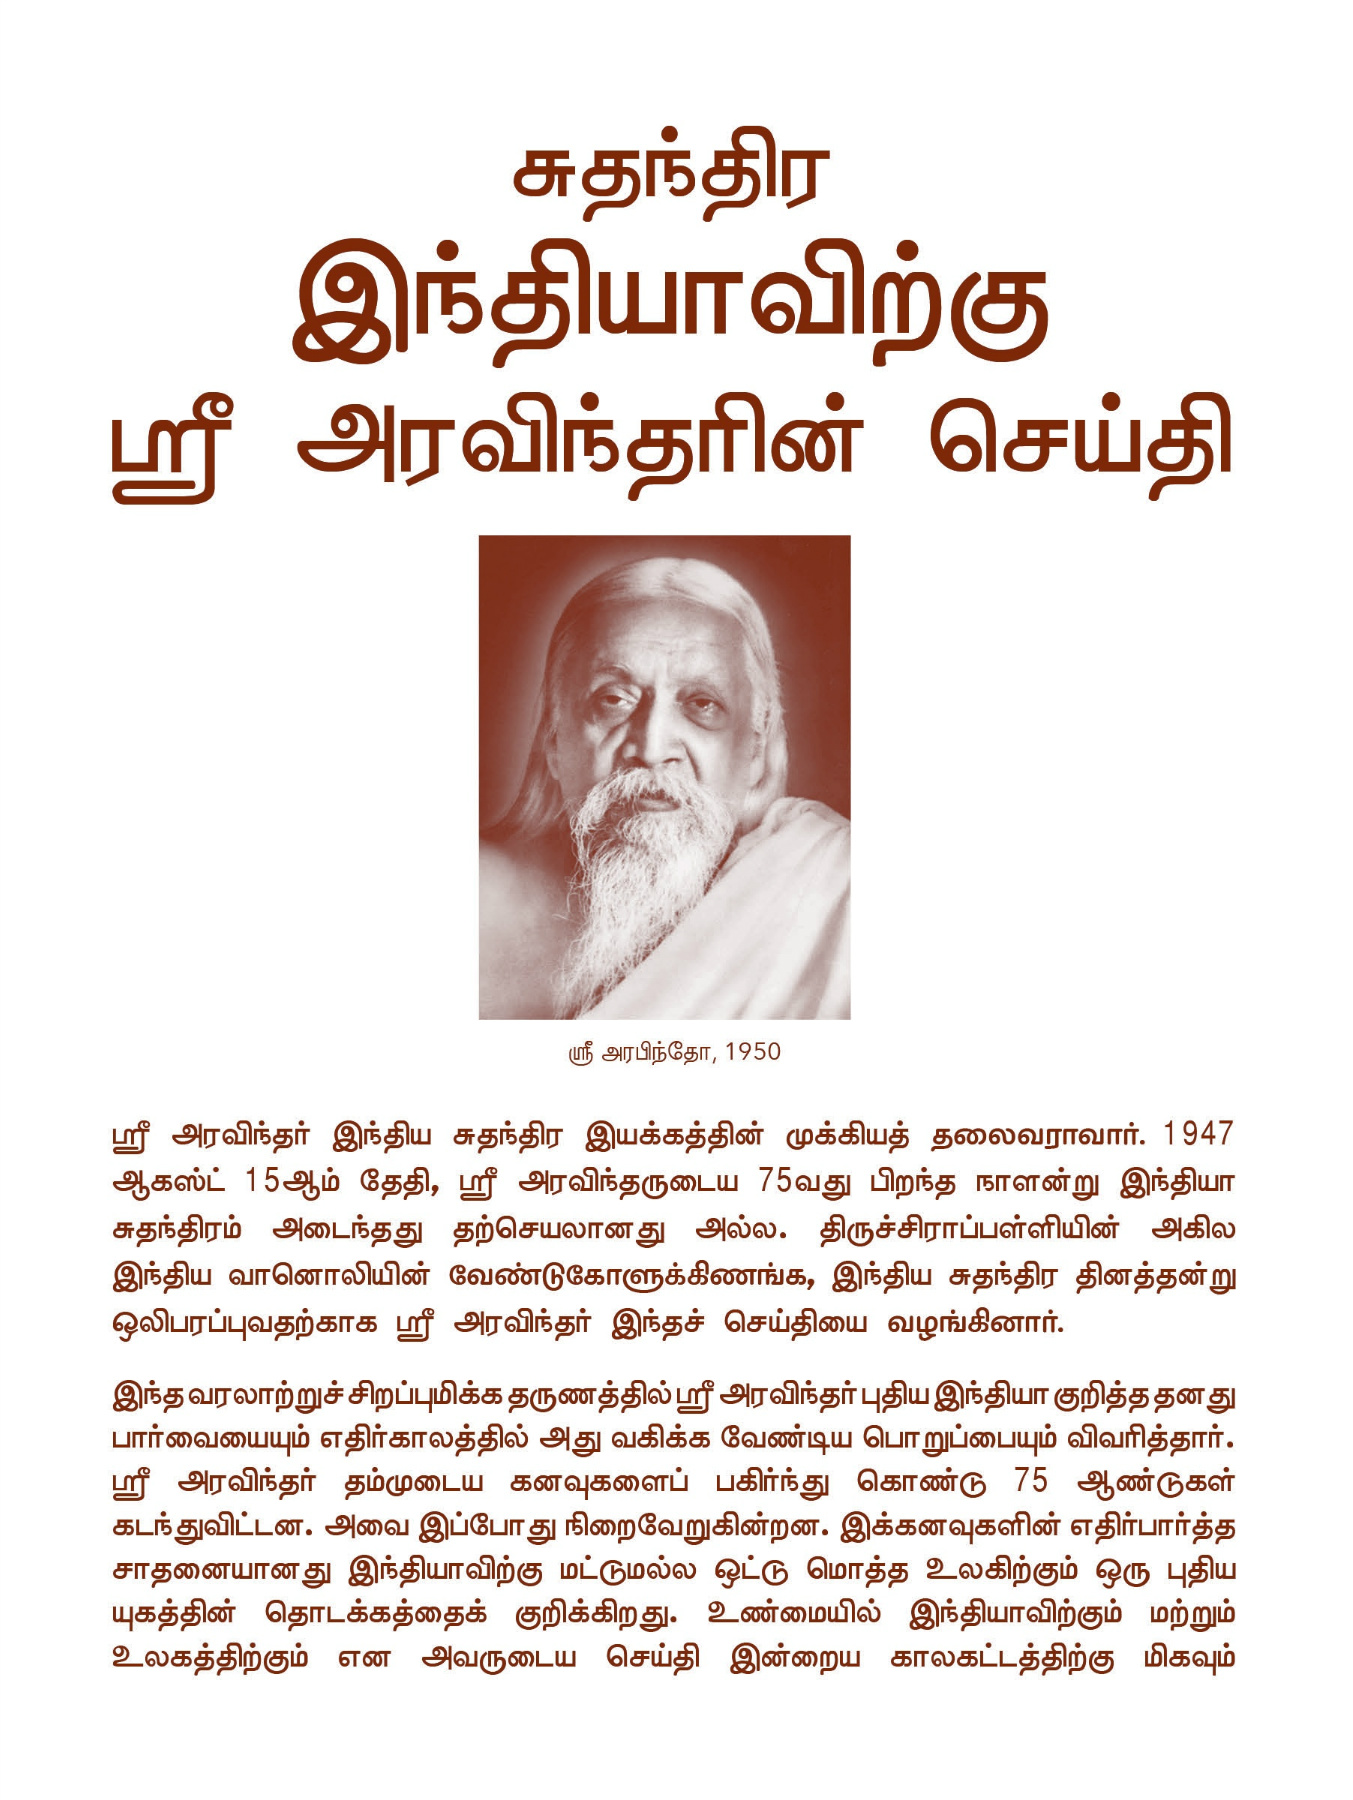 சுதந்திர
இந்தியாவிற்கு
ஸ்ரீ அரவிந்தரின் செய்தி
ஸ்ரீ அரபிந்தோ, 1950
ஸ்ரீ அரவிந்தர் இந்திய சுதந்திர இயக்கத்தின் முக்கியத் தலைவராவார். 1947
ஆகஸ்ட் 15ஆம் தேதி, ஸ்ரீ அரவிந்தருடைய 75வது பிறந்த நாளன்று இந்தியா
சுதந்திரம் அடைந்தது தற்செயலானது அல்ல. திருச்சிராப்பள்ளியின் அகில
இந்திய வானொலியின் வேண்டுகோளுக்கிணங்க, இந்திய சுதந்திர தினத்தன்று
ஒலிபரப்புவதற்காக ஸ்ரீ அரவிந்தர் இந்தச் செய்தியை வழங்கினார்.
இந்த வரலாற்றுச் சிறப்புமிக்க தருணத்தில் ஸ்ரீ அரவிந்தர் புதிய இந்தியா குறித்த தனது
பார்வையையும் எதிர்காலத்தில் அது வகிக்க வேண்டிய பொறுப்பையும் விவரித்தார்.
ஸ்ரீ அரவிந்தர் தம்முடைய கனவுகளைப் பகிர்ந்து கொண்டு 75 ஆண்டுகள்
கடந்துவிட்டன. அவை இப்போது நிறைவேறுகின்றன. இக்கனவுகளின் எதிர்பார்த்த
சாதனையானது இந்தியாவிற்கு மட்டுமல்ல ஒட்டு மொத்த உலகிற்கும் ஒரு புதிய
யுகத்தின் தொடக்கத்தைக் குறிக்கிறது. உண்மையில் இந்தியாவிற்கும் மற்றும்
உலகத்திற்கும் என அவருடைய செய்தி இன்றைய காலகட்டத்திற்கு மிகவும்